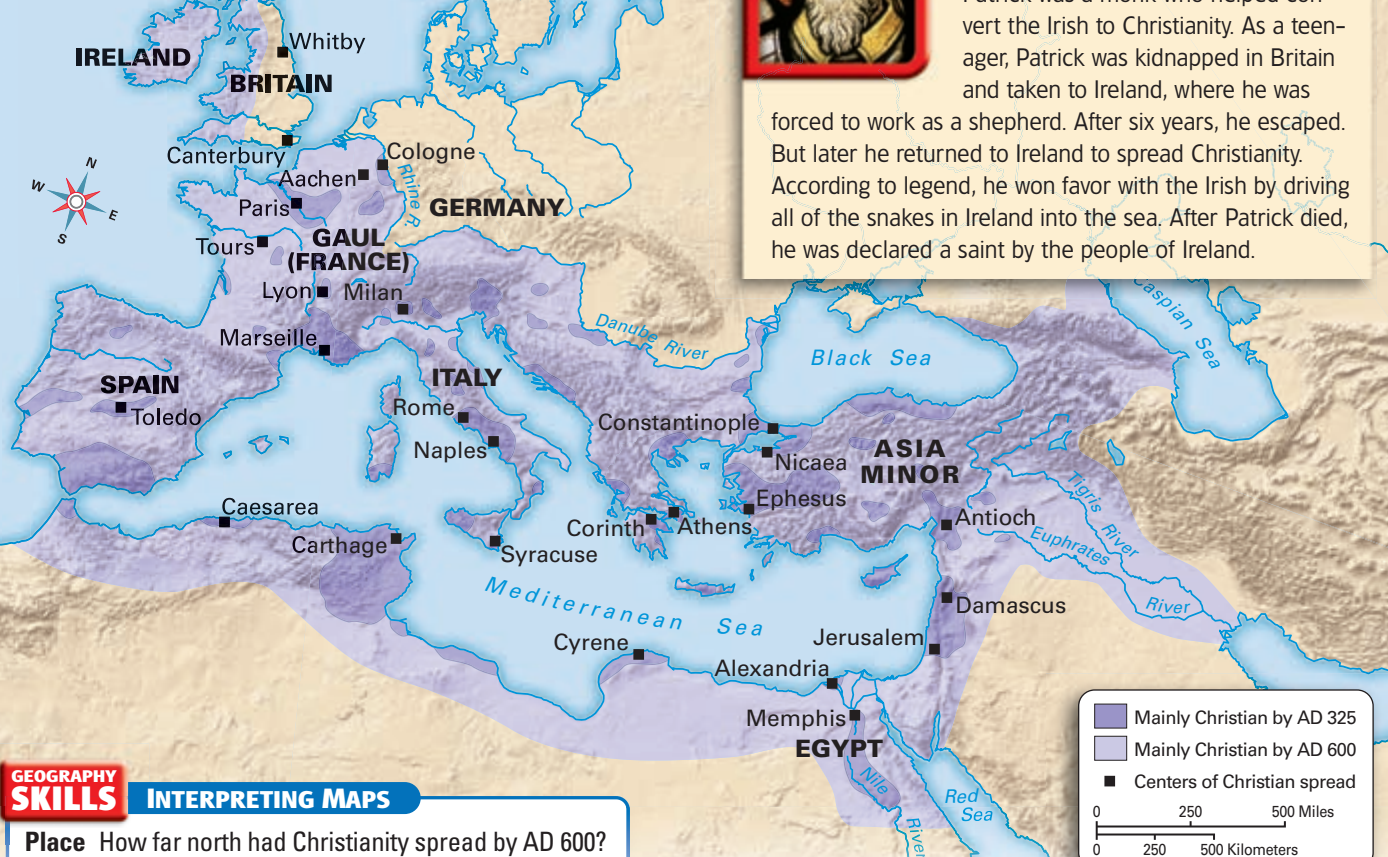 Patrick was a monk who helped con-
vert the Irish to Christianity. As a teen-
ager, Patrick was kidnapped in Britain
and taken to Ireland, where he was
forced to work as a shepherd. After six years, he escaped.
But later he returned to Ireland to spread Christianity.
According to legend, he won favor with the Irish by driving
all of the snakes in Ireland into the sea. After Patrick died,
he was declared a saint by the people of Ireland.
IRELAND
Whitby
BRITAIN
Canterbury
Cologne
Aachen
Rhine R.
Paris
GERMANY
N
W
E
S
Tours
GAUL
(FRANCE)
Lyon
Milan
Marseille
Danube River
Black Sea
Caspian Sea
SPAIN
Toledo
ITALY
Rome
Naples
Constantinople
Nicaea
ASIA
MINOR
Ephesus
Caesarea
Carthage
Syracuse
Corinth
Athens
Antioch
Tigris River
Euphrates
River
Mediterranean Sea
Damascus
Cyrene
Jerusalem
Alexandria
Memphis
EGYPT
Nile
River
Red
Sea
Mainly Christian by AD 325
Mainly Christian by AD 600
Centers of Christian spread
0 250 500 Miles
0 250 500 Kilometers
GEOGRAPHY
SKILLS
INTERPRETING MAPS
Place How far north had Christianity spread by AD 600?